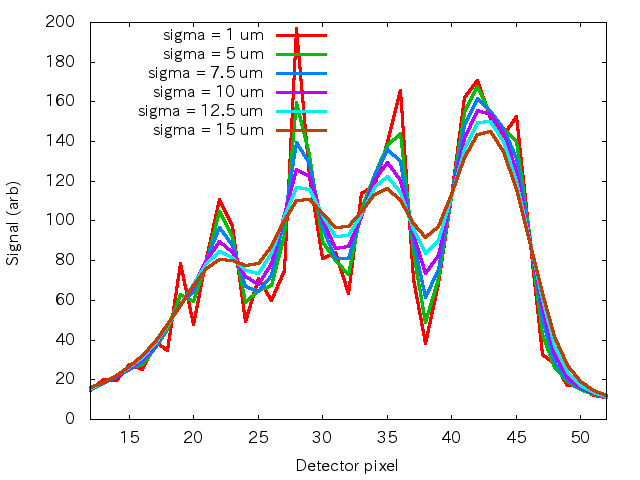 200
180
160
140
120
100
80
60
40
20
0
Signal (arb)
sigma = 1 um
sigma = 5 um
sigma = 7.5 um
sigma = 10 um
sigma = 12.5 um
sigma = 15 um
15 20 25 30 35 40 45 50
Detector pixel